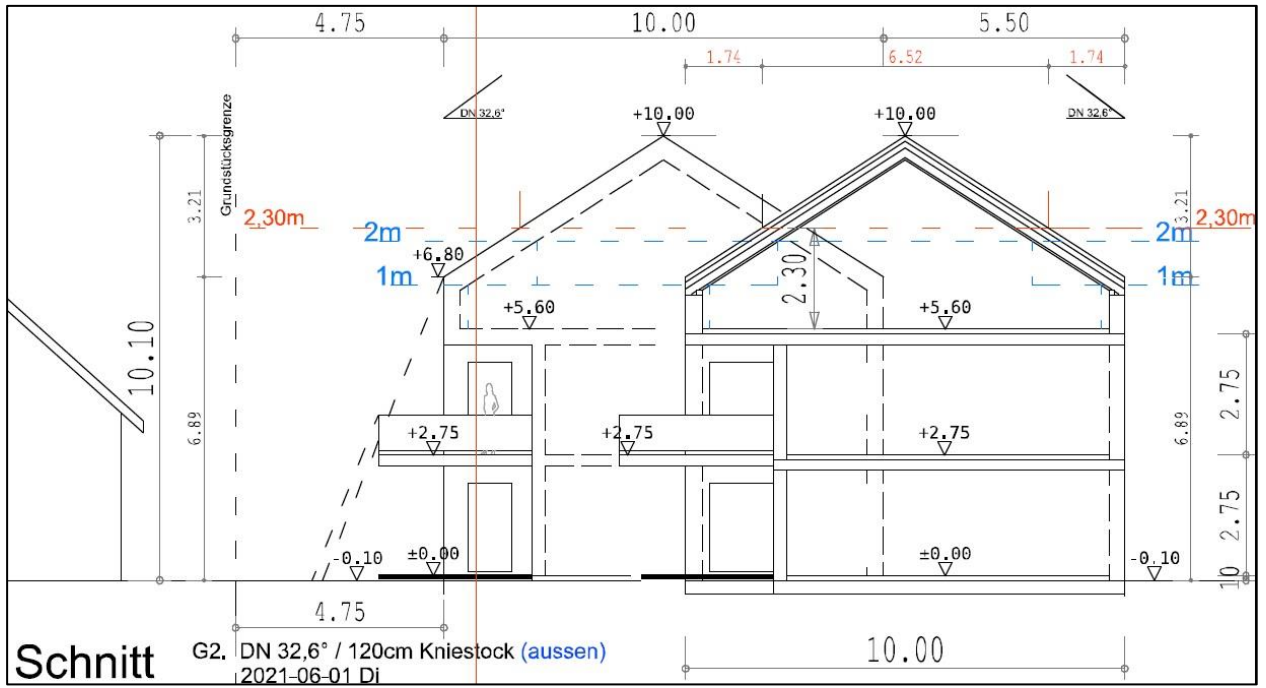 4.75 10.00 5.50
1.74 6.52 1.74
DN 32,6° DN 32,6°
+10.00 +10.00
Grundstücksgrenze
3.21 3.21
2,30m 2,30m
2m 2m
+6.80
1m 1m
2.30
+5.60 +5.60
10.10
2.75
6.89 6.89
+2.75 +2.75 +2.75
2.75
-0.10 ±0.00 ±0.00 -0.10
10
4.75
10.00
Schnitt
G2. DN 32,6° / 120cm Kniestock (aussen)
2021-06-01 Di